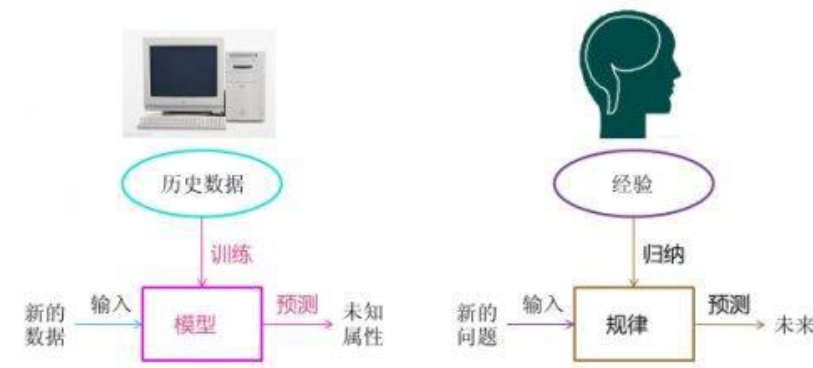 历史数据
训练
新的
数据
输入
模型
预测
未知
属性
经验
归纳
新的
问题
输入
规律
预测
未来